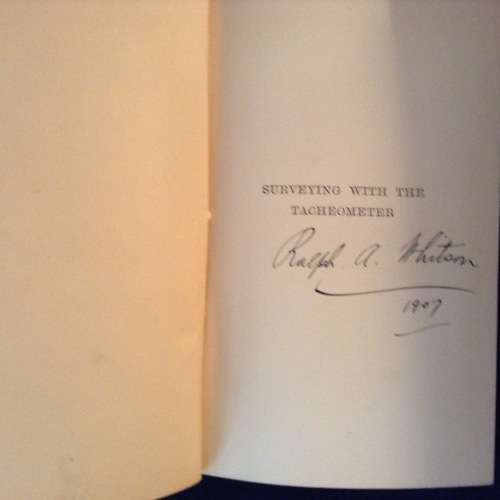 SURVEYING WITH THE
TACHEOMETER
Ralph A. Whitson
1907